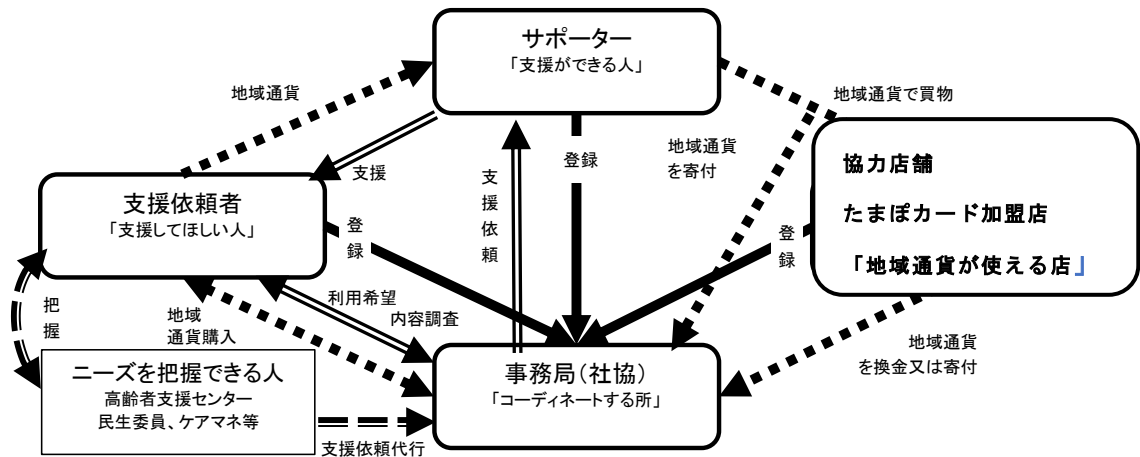 サポーター
「支援ができる人」
地域通貨
地域通貨で買物
支援
登録
地域通貨
を寄付
支援依頼
協力店舗
たまぽカード加盟店
「地域通貨が使える店」
支援依頼者
「支援してほしい人」
登録
登録
把握
利用希望
内容調査
地域
通貨購入
地域通貨
を換金又は寄付
ニーズを把握できる人
高齢者支援センター
民生委員、ケアマネ等
事務局(社協)
「コーディネートする所」
支援依頼代行